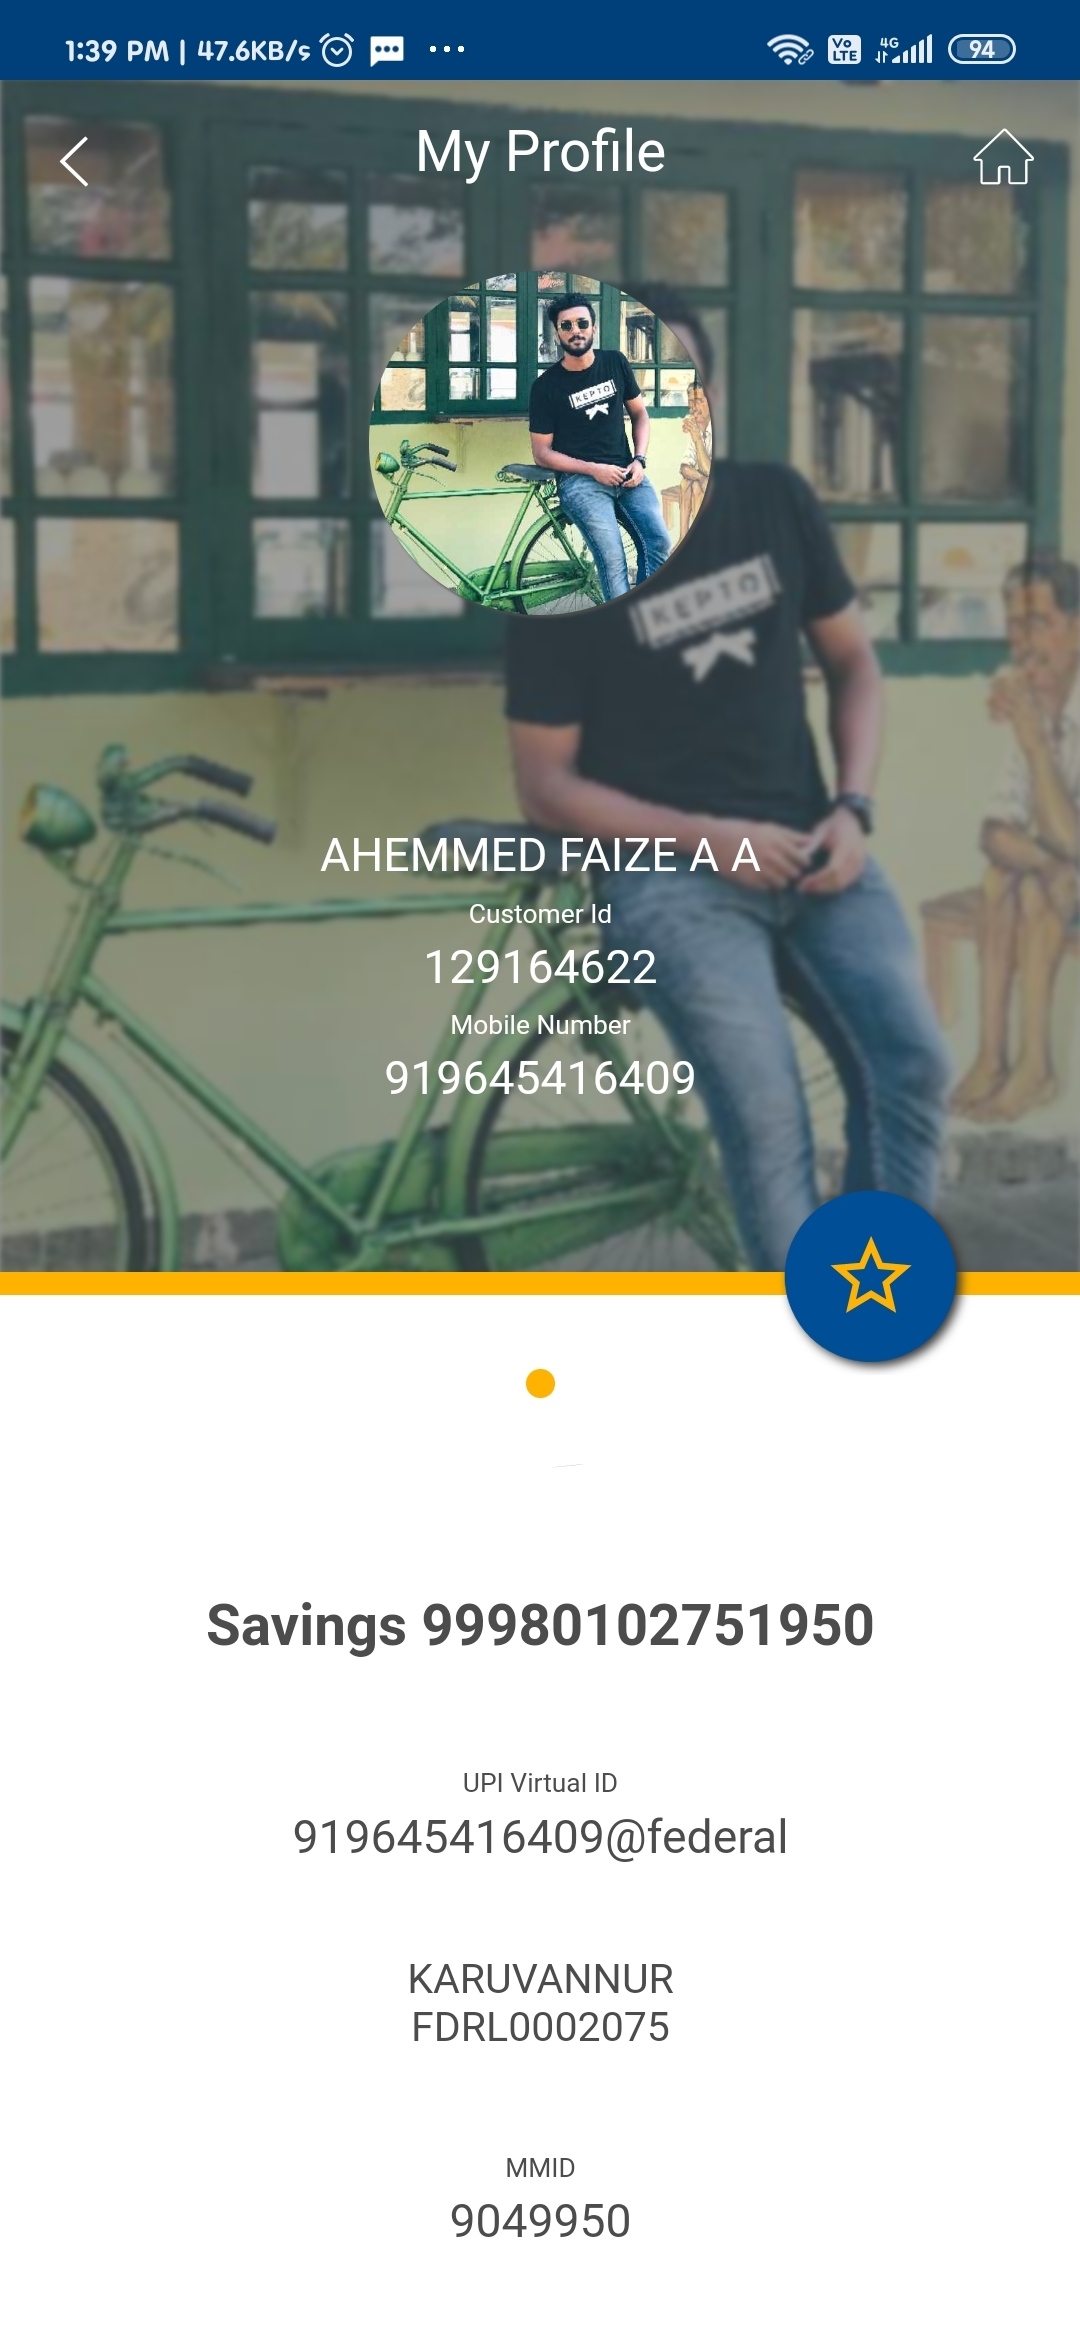 1:39 PM | 47.6KB/s
Vo
LTE
4G
94
My Profile
KEPTO
KEPTO
AHEMMED FAIZE A A
Customer Id
129164622
Mobile Number
919645416409
Savings 99980102751950
UPI Virtual ID
919645416409@federal
KARUVANNUR
FDRL0002075
MMID
9049950